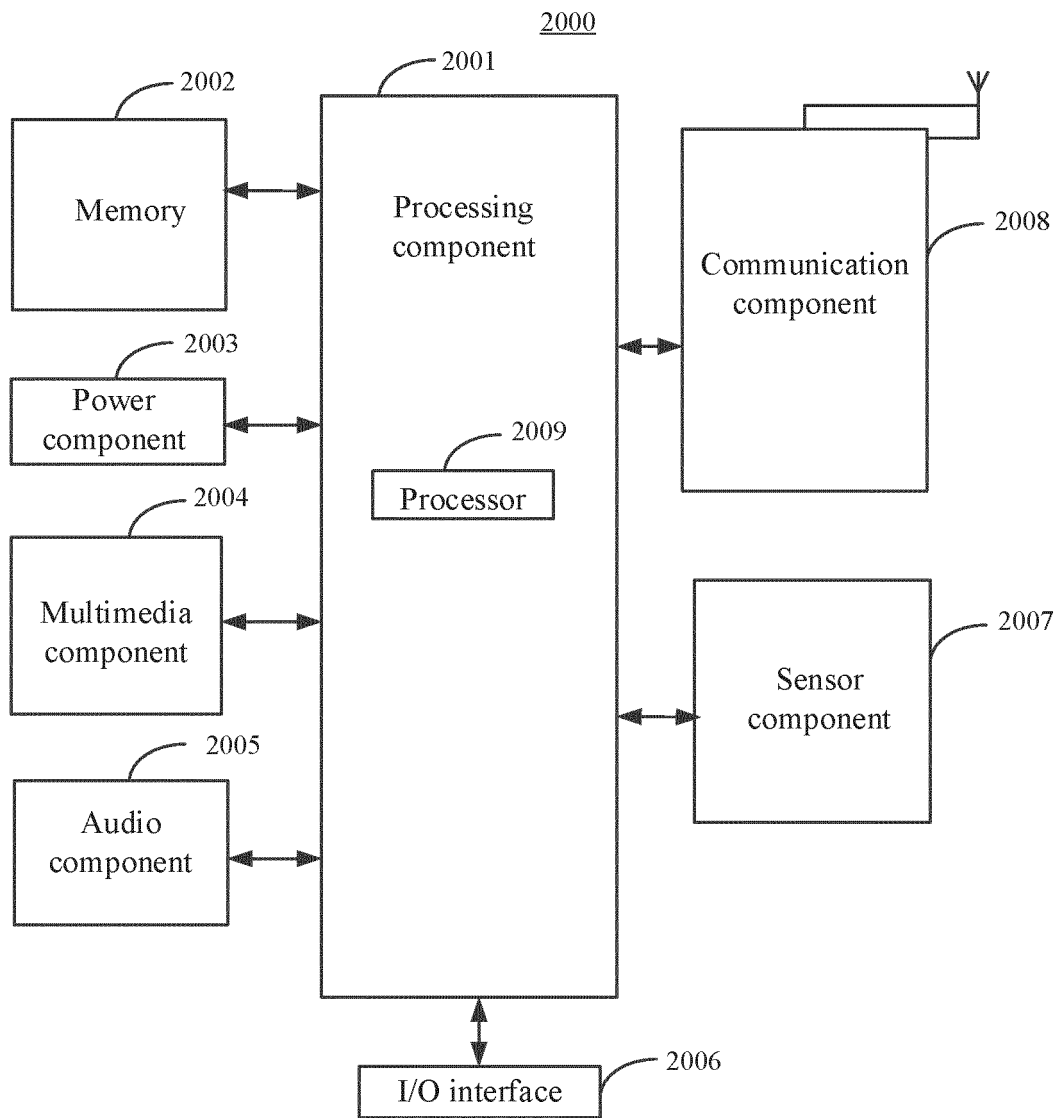 2000
2001
2002
Memory
Processing
component
2008
Communication
component
2003
Power
component
2009
Processor
2004
Multimedia
component
2007
Sensor
component
2005
Audio
component
2006
I/O interface